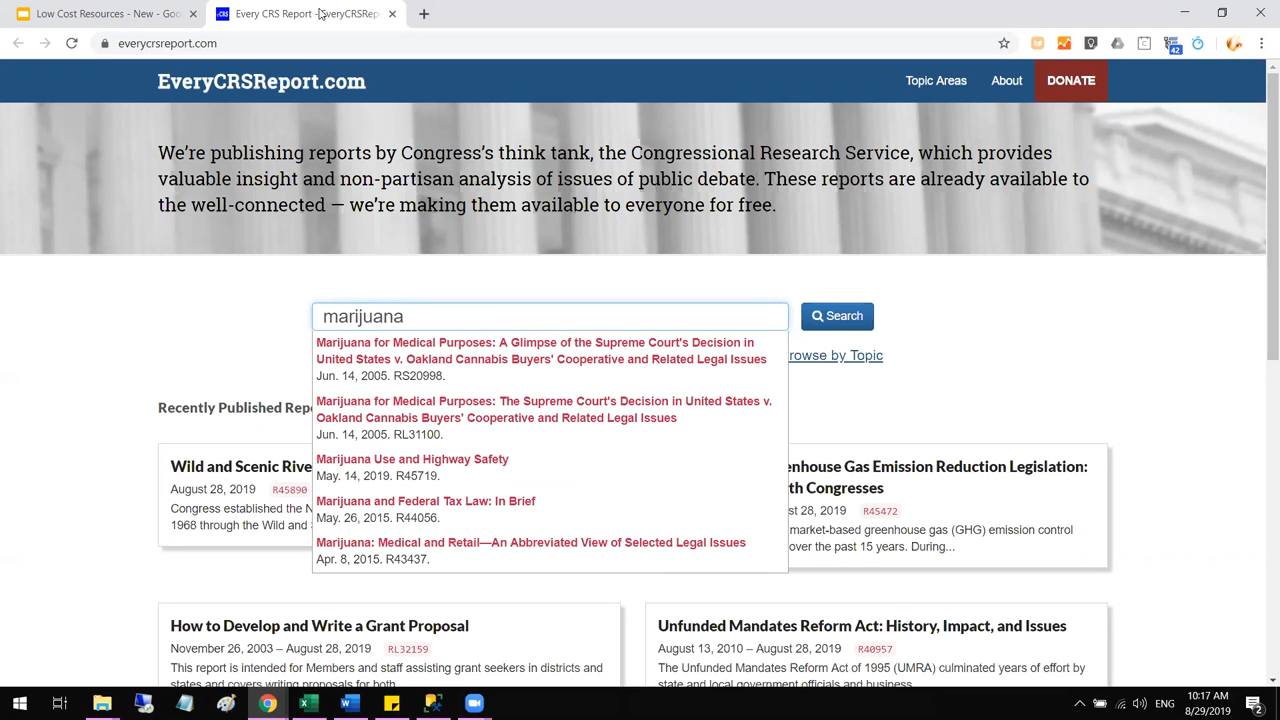 Low Cost Resources - New - Goo
Every CRS Report - EveryCRSRep
everycrsreport.com
42
EveryCRSReport.com
Topic Areas
About
DONATE
We're publishing reports by Congress's think tank, the Congressional Research Service, which provides
valuable insight and non-partisan analysis of issues of public debate. These reports are already available to
the well-connected — we're making them available to everyone for free.
marijuana
Search
Marijuana for Medical Purposes: A Glimpse of the Supreme Court's Decision in
United States v. Oakland Cannabis Buyers' Cooperative and Related Legal Issues
Jun. 14, 2005. RS20998.
rowse by Topic
Marijuana for Medical Purposes: The Supreme Court's Decision in United States v.
Oakland Cannabis Buyers' Cooperative and Related Legal Issues
Jun. 14, 2005. RL31100.
Marijuana Use and Highway Safety
May. 14, 2019. R45719.
Marijuana and Federal Tax Law: In Brief
May. 26, 2015. R44056.
Marijuana: Medical and Retail—An Abbreviated View of Selected Legal Issues
Apr. 8, 2015. R43437.
Recently Published Repo
Wild and Scenic Rive
August 28, 2019 R45890
Congress established the N
1968 through the Wild and S
enhouse Gas Emission Reduction Legislation:
th Congresses
st 28, 2019 R45472
market-based greenhouse gas (GHG) emission control
over the past 15 years. During...
How to Develop and Write a Grant Proposal
November 26, 2003 – August 28, 2019 RL32159
This report is intended for Members and staff assisting grant seekers in districts and
states and covers writing proposals for both
Unfunded Mandates Reform Act: History, Impact, and Issues
August 13, 2010 – August 28, 2019 R40957
The Unfunded Mandates Reform Act of 1995 (UMRA) culminated years of effort by
state and local government officials and business
ENG
10:17 AM
8/29/2019
2